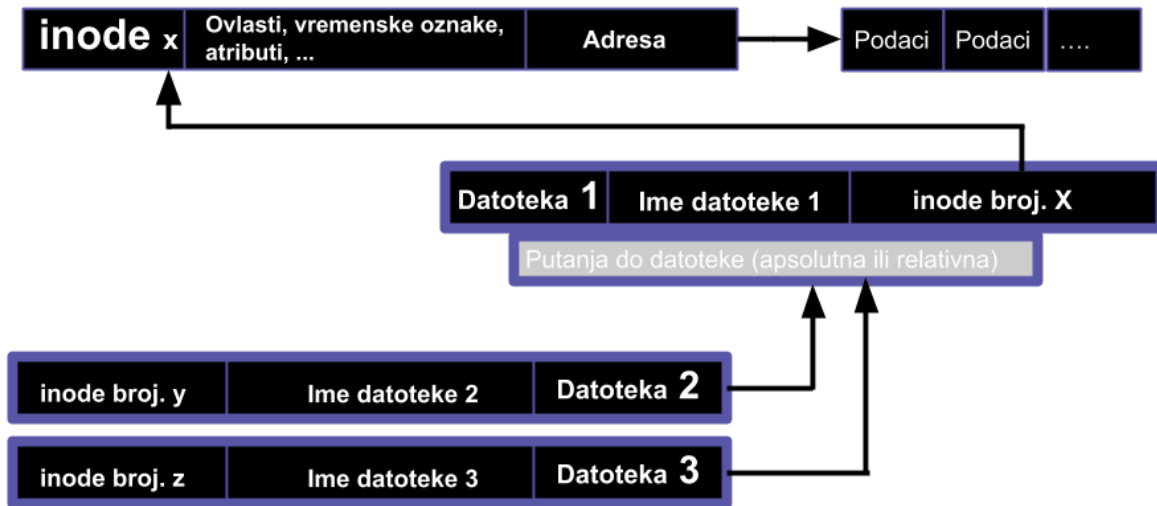 inode x
Ovlasti, vremenske oznake,
atributi, ...
Adresa
Podaci
Podaci
....
Datoteka 1
Ime datoteke 1
inode broj. X
Putanja do datoteke (apsolutna ili relativna)
inode broj. y
Ime datoteke 2
Datoteka 2
inode broj. z
Ime datoteke 3
Datoteka 3